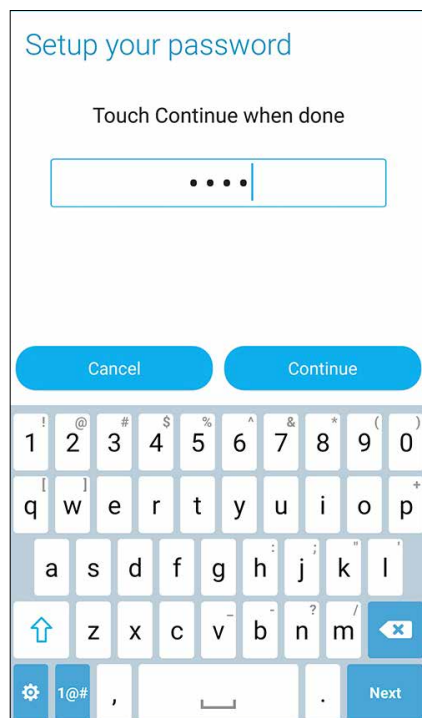 Setup your password
Touch Continue when done
••••
Cancel Continue
! @ # $ % ^ & * ( )
1 2 3 4 5 6 7 8 9 0
[ ] +
q w e r t y u i o p
: ; " '
a s d f g h j k l
_ - ? /
z x c v b n m
1@# , . Next